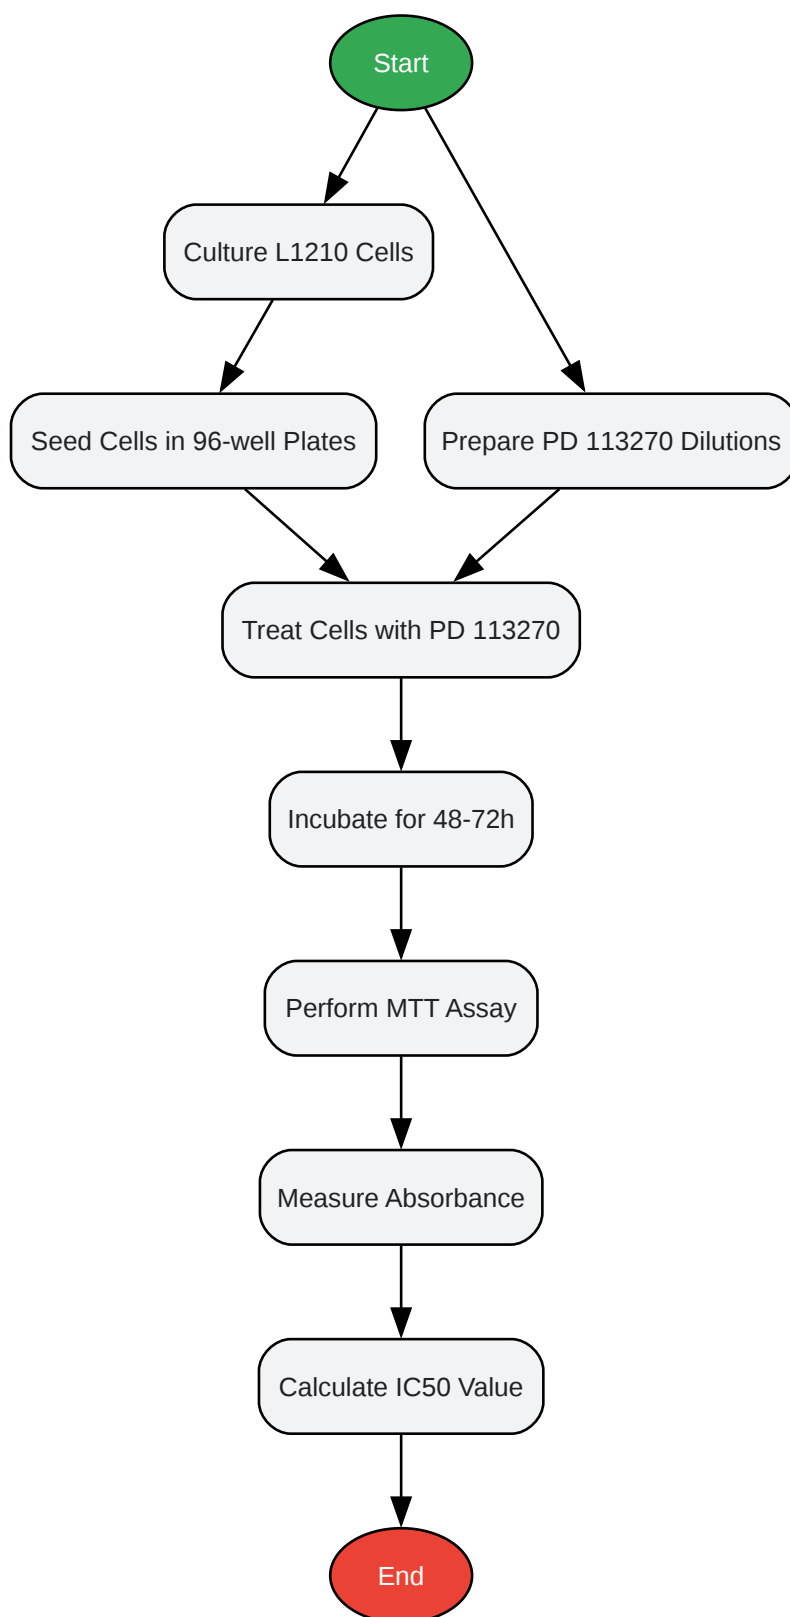 Start
Culture L1210 Cells
Seed Cells in 96-well Plates
Prepare PD 113270 Dilutions
Treat Cells with PD 113270
Incubate for 48-72h
Perform MTT Assay
Measure Absorbance
Calculate IC50 Value
End